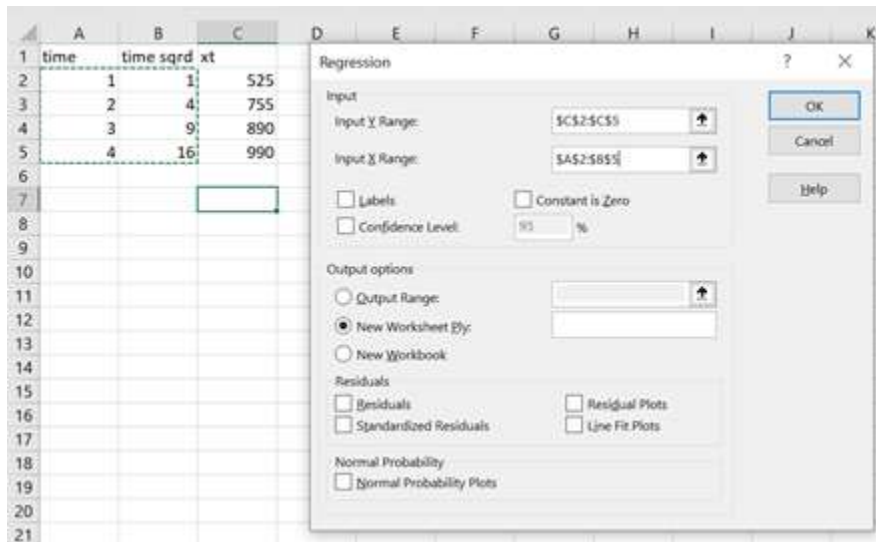 A B C D E F G H I J K
1 time time sqrd xt
2 1 1 525
3 2 4 755
4 3 9 890
5 4 16 990
6
7
8
9
10
11
12
13
14
15
16
17
18
19
20
21
Regression ? ×
Input
Input Y Range: $C$2:$C$5
Input X Range: $A$2:$B$5
Labels Constant is Zero
Confidence Level: 95 %
Output options
Output Range:
New Worksheet Ply:
New Workbook
Residuals
Residuals Residual Plots
Standardized Residuals Line Fit Plots
Normal Probability
Normal Probability Plots
OK
Cancel
Help